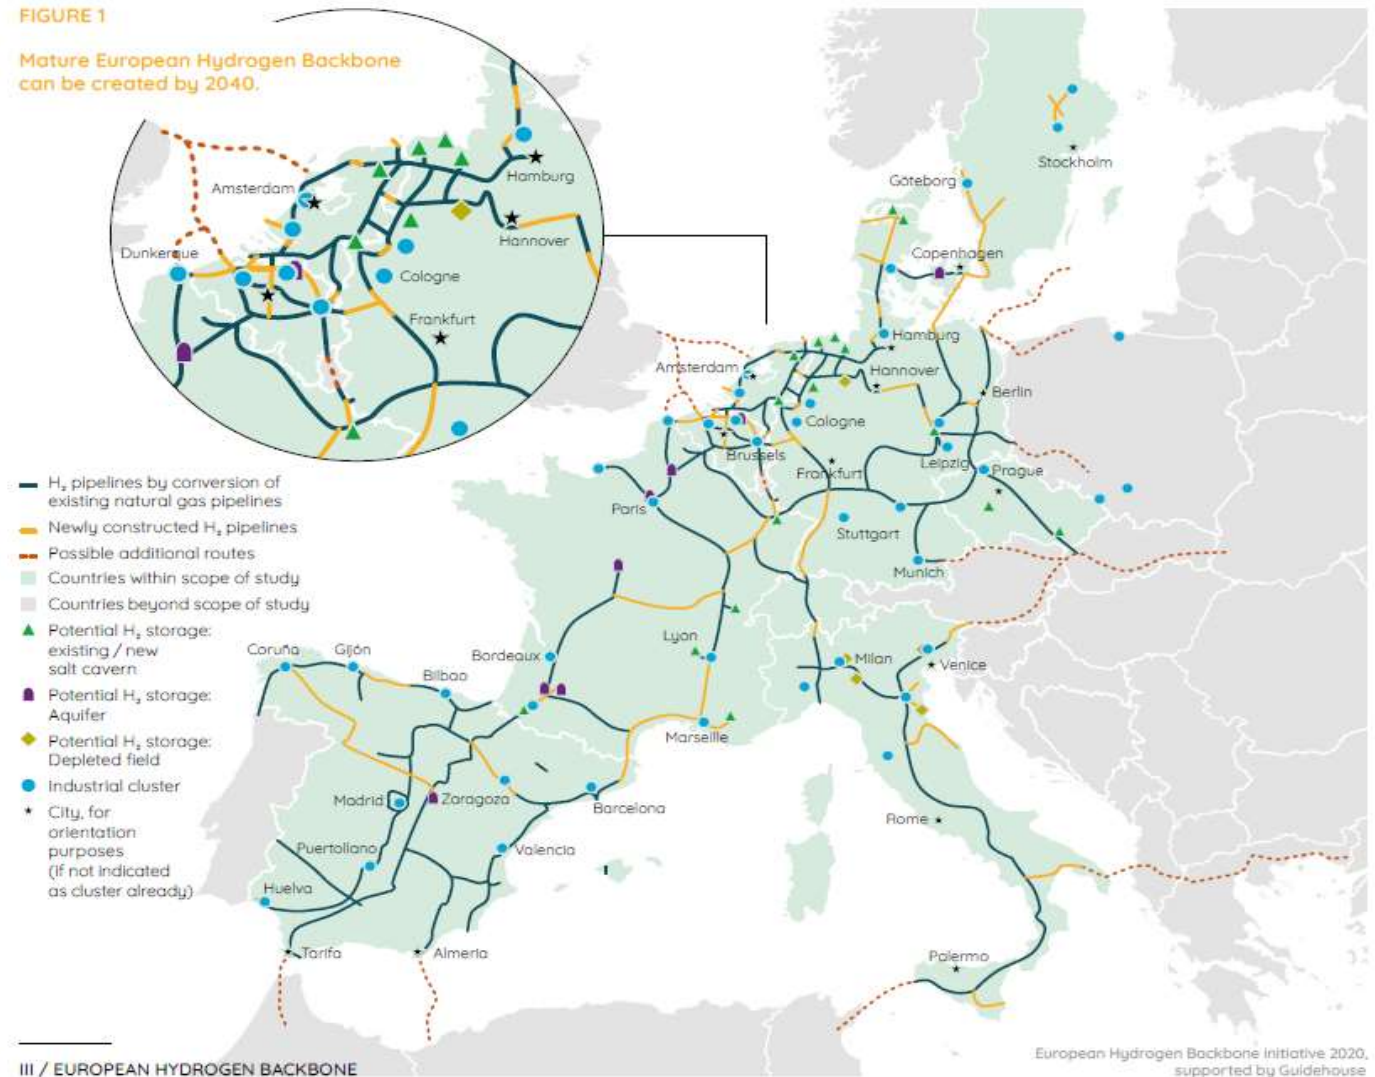 FIGURE 1
Mature European Hydrogen Backbone
can be created by 2040.
Amsterdam
Hamburg
Dunkerque
Hannover
Cologne
Frankfurt
H₂ pipelines by conversion of
existing natural gas pipelines
Newly constructed H₂ pipelines
Possible additional routes
Countries within scope of study
Countries beyond scope of study
Potential H₂ storage:
existing / new
salt cavern
Potential H₂ storage:
Aquifer
Potential H₂ storage:
Depleted field
Industrial cluster
City, for
orientation
purposes
(if not indicated
as cluster already)
Stockholm
Göteborg
Copenhagen
Hamburg
Amsterdam
Hannover
Berlin
Cologne
Brussels
Leipzig
Frankfurt
Prague
Paris
Stuttgart
Munich
Lyon
Coruña
Gijón
Bordeaux
Milan
Venice
Bilbao
Marseille
Madrid
Zaragoza
Barcelona
Rome
Puertollano
Valencia
Huelva
Tarifa
Almeria
Palermo
III / EUROPEAN HYDROGEN BACKBONE
European Hydrogen Backbone initiative 2020,
supported by Guidehouse